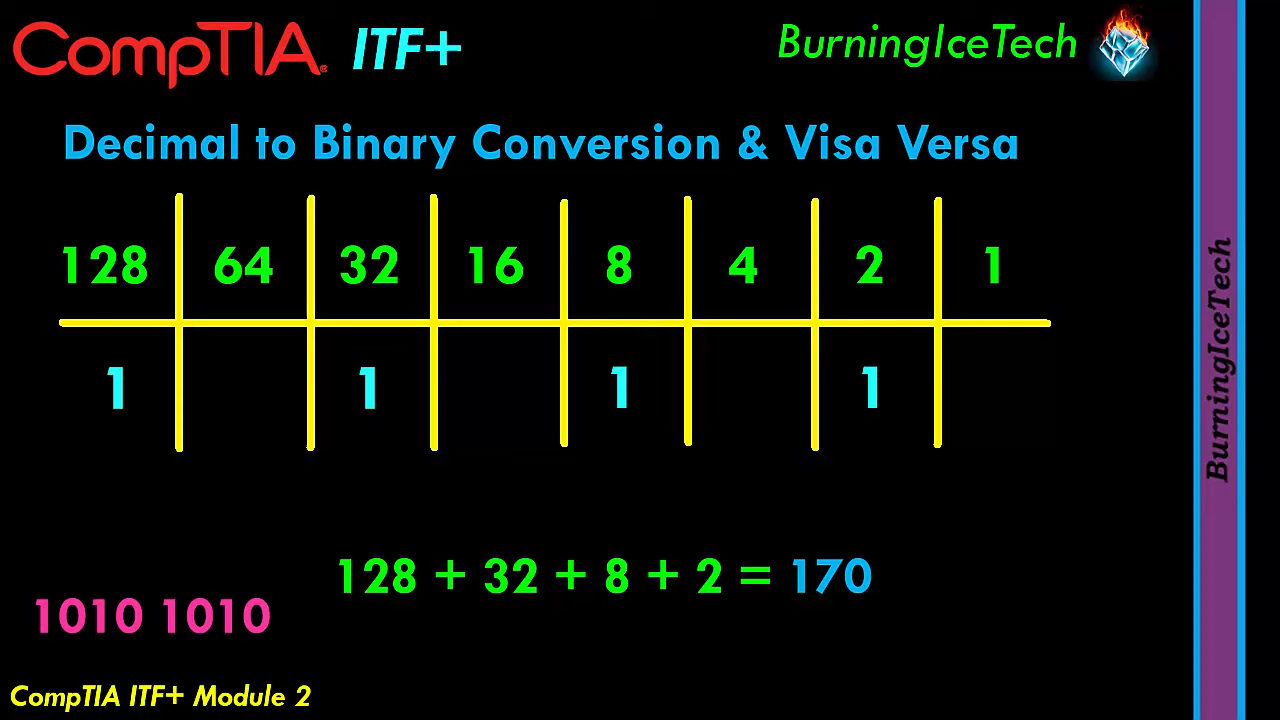 CompTIA® ITF+
BurningIceTech
Decimal to Binary Conversion & Visa Versa
128 64 32 16 8 4 2 1
1 1 1 1
128 + 32 + 8 + 2 = 170
1010 1010
CompTIA ITF+ Module 2
BurningIceTech